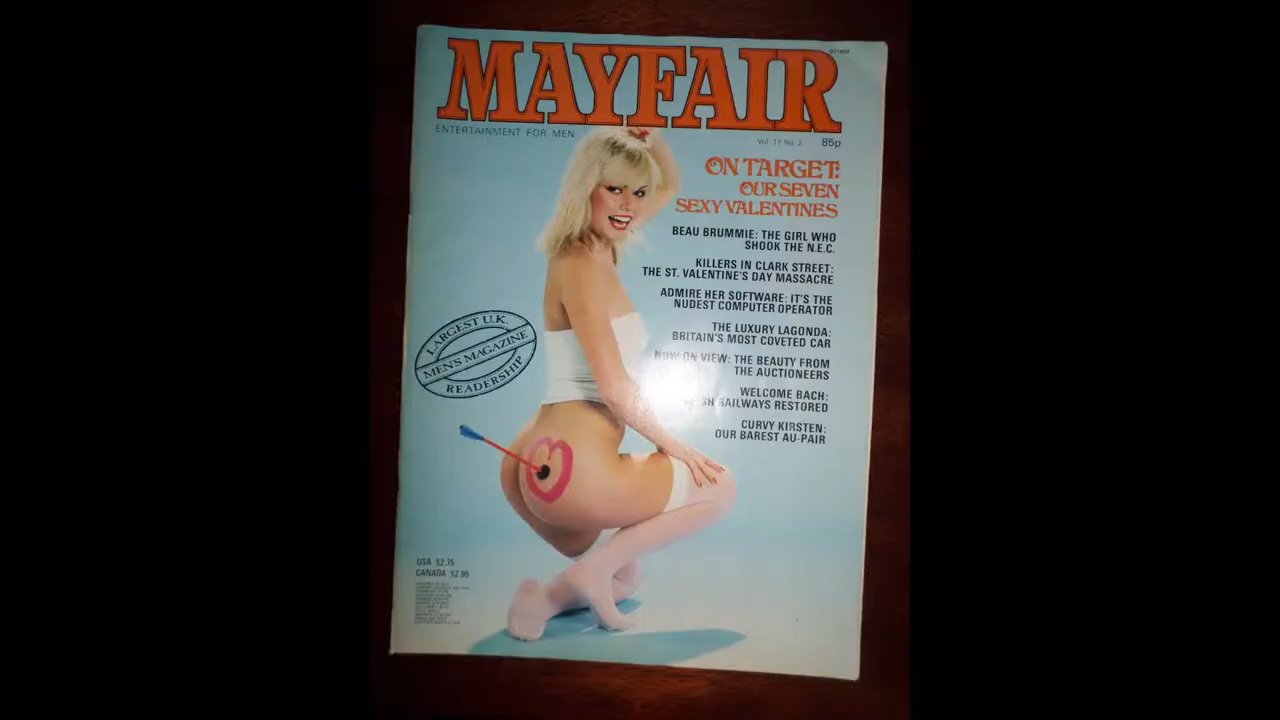 MAYFAIR
ENTERTAINMENT FOR MEN
Vol. 17 No. 2 85p
ON TARGET:
OUR SEVEN
SEXY VALENTINES
BEAU BRUMMIE: THE GIRL WHO
SHOOK THE N.E.C.
KILLERS IN CLARK STREET:
THE ST. VALENTINE'S DAY MASSACRE
ADMIRE HER SOFTWARE: IT'S THE
NUDEST COMPUTER OPERATOR
THE LUXURY LAGONDA:
BRITAIN'S MOST COVETED CAR
NOW ON VIEW: THE BEAUTY FROM
THE AUCTIONEERS
WELCOME BACH:
RAILWAYS RESTORED
CURVY KIRSTEN:
OUR BAREST AU-PAIR
LARGEST U.K.
MEN'S MAGAZINE
READERSHIP
USA $2.75
CANADA $2.95